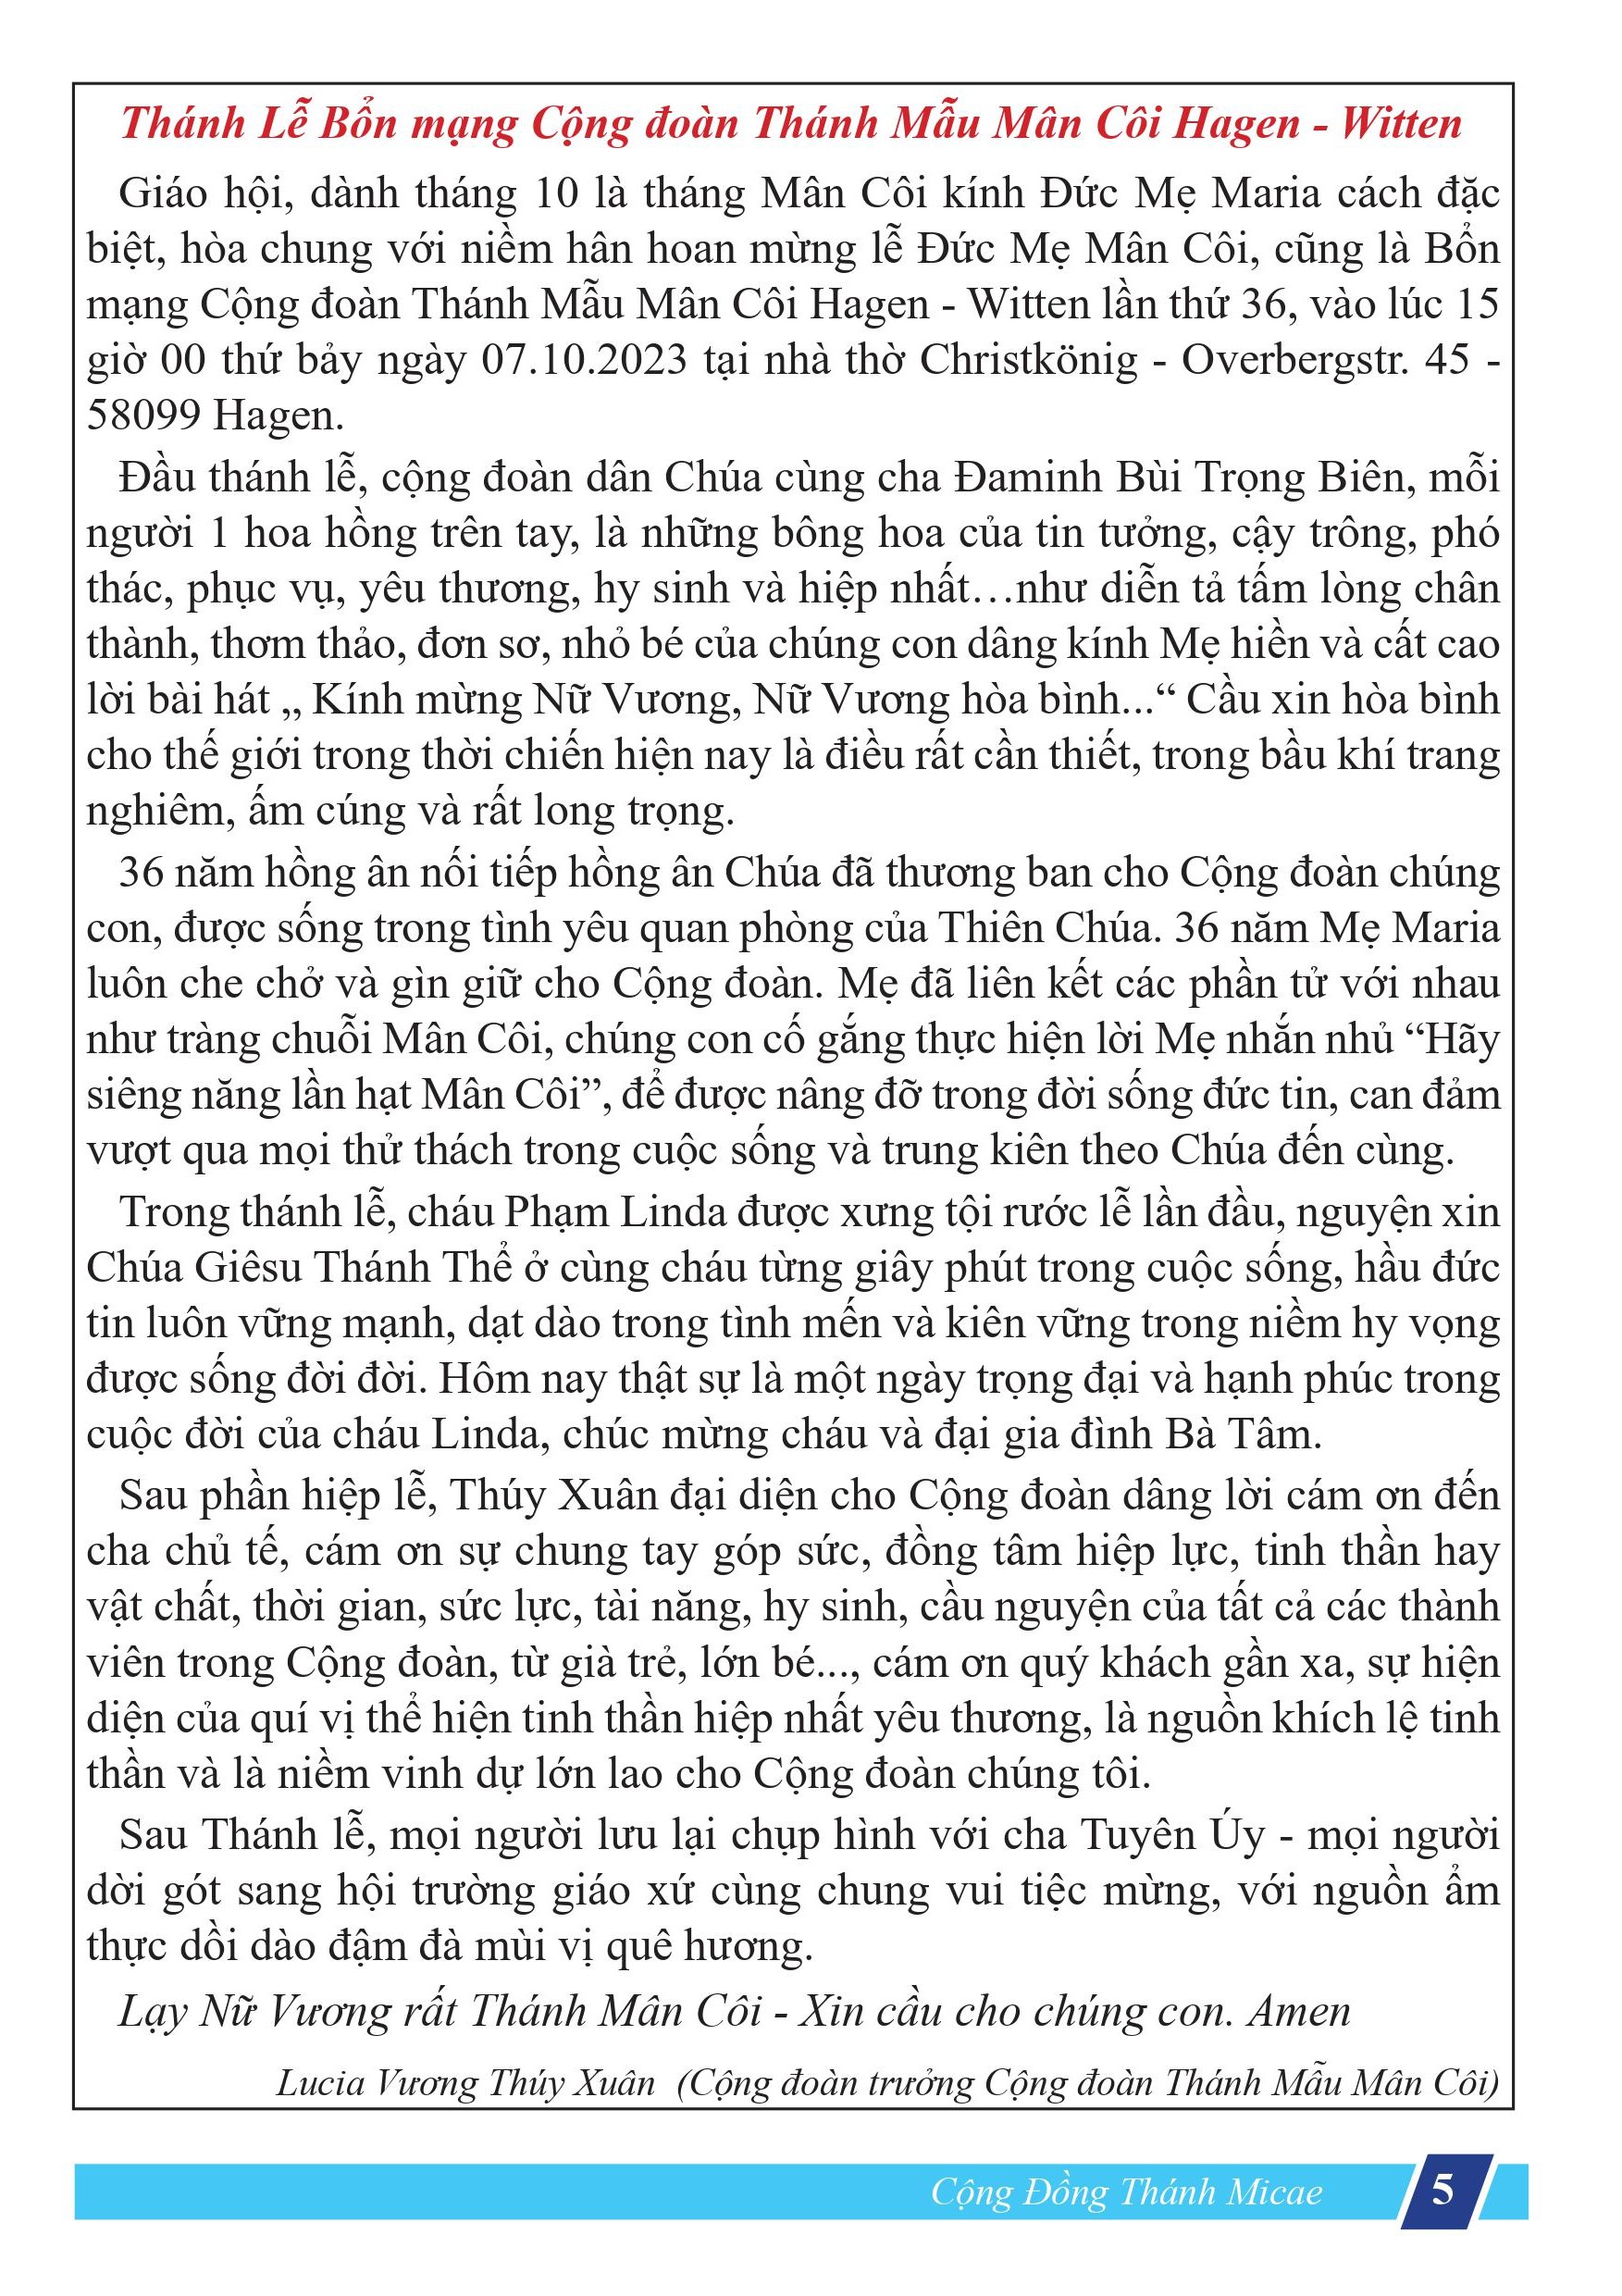 Thánh Lễ Bổn mạng Cộng đoàn Thánh Mẫu Mân Côi Hagen - Witten
Giáo hội, dành tháng 10 là tháng Mân Côi kính Đức Mẹ Maria cách đặc
biệt, hòa chung với niềm hân hoan mừng lễ Đức Mẹ Mân Côi, cũng là Bổn
mạng Cộng đoàn Thánh Mẫu Mân Côi Hagen - Witten lần thứ 36, vào lúc 15
giờ 00 thứ bảy ngày 07.10.2023 tại nhà thờ Christkönig - Overbergstr. 45 -
58099 Hagen.
Đầu thánh lễ, cộng đoàn dân Chúa cùng cha Đaminh Bùi Trọng Biên, mỗi
người 1 hoa hồng trên tay, là những bông hoa của tin tưởng, cậy trông, phó
thác, phục vụ, yêu thương, hy sinh và hiệp nhất…như diễn tả tấm lòng chân
thành, thơm thảo, đơn sơ, nhỏ bé của chúng con dâng kính Mẹ hiền và cất cao
lời bài hát „ Kính mừng Nữ Vương, Nữ Vương hòa bình...“ Cầu xin hòa bình
cho thế giới trong thời chiến hiện nay là điều rất cần thiết, trong bầu khí trang
nghiêm, ấm cúng và rất long trọng.
36 năm hồng ân nối tiếp hồng ân Chúa đã thương ban cho Cộng đoàn chúng
con, được sống trong tình yêu quan phòng của Thiên Chúa. 36 năm Mẹ Maria
luôn che chở và gìn giữ cho Cộng đoàn. Mẹ đã liên kết các phần tử với nhau
như tràng chuỗi Mân Côi, chúng con cố gắng thực hiện lời Mẹ nhắn nhủ “Hãy
siêng năng lần hạt Mân Côi”, để được nâng đỡ trong đời sống đức tin, can đảm
vượt qua mọi thử thách trong cuộc sống và trung kiên theo Chúa đến cùng.
Trong thánh lễ, cháu Phạm Linda được xưng tội rước lễ lần đầu, nguyện xin
Chúa Giêsu Thánh Thể ở cùng cháu từng giây phút trong cuộc sống, hầu đức
tin luôn vững mạnh, dạt dào trong tình mến và kiên vững trong niềm hy vọng
được sống đời đời. Hôm nay thật sự là một ngày trọng đại và hạnh phúc trong
cuộc đời của cháu Linda, chúc mừng cháu và đại gia đình Bà Tâm.
Sau phần hiệp lễ, Thúy Xuân đại diện cho Cộng đoàn dâng lời cám ơn đến
cha chủ tế, cám ơn sự chung tay góp sức, đồng tâm hiệp lực, tinh thần hay
vật chất, thời gian, sức lực, tài năng, hy sinh, cầu nguyện của tất cả các thành
viên trong Cộng đoàn, từ già trẻ, lớn bé..., cám ơn quý khách gần xa, sự hiện
diện của quí vị thể hiện tinh thần hiệp nhất yêu thương, là nguồn khích lệ tinh
thần và là niềm vinh dự lớn lao cho Cộng đoàn chúng tôi.
Sau Thánh lễ, mọi người lưu lại chụp hình với cha Tuyên Úy - mọi người
dời gót sang hội trường giáo xứ cùng chung vui tiệc mừng, với nguồn ẩm
thực dồi dào đậm đà mùi vị quê hương.
Lạy Nữ Vương rất Thánh Mân Côi - Xin cầu cho chúng con. Amen
Lucia Vương Thúy Xuân  (Cộng đoàn trưởng Cộng đoàn Thánh Mẫu Mân Côi)
Cộng Đồng Thánh Micae 5